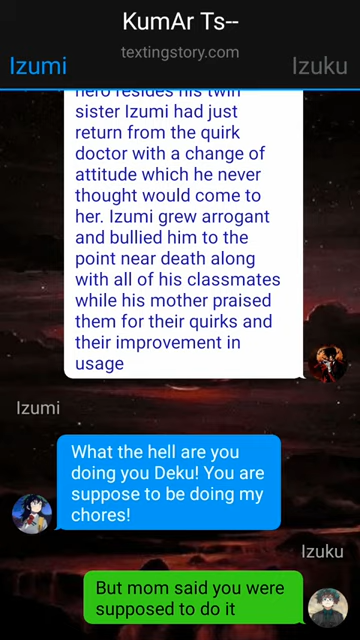 KumAr Ts--
textingstory.com
Izumi
Izuku
hero resides his twin
sister Izumi had just
return from the quirk
doctor with a change of
attitude which he never
thought would come to
her. Izumi grew arrogant
and bullied him to the
point near death along
with all of his classmates
while his mother praised
them for their quirks and
their improvement in
usage
Izumi
What the hell are you
doing you Deku! You are
suppose to be doing my
chores!
Izuku
But mom said you were
supposed to do it